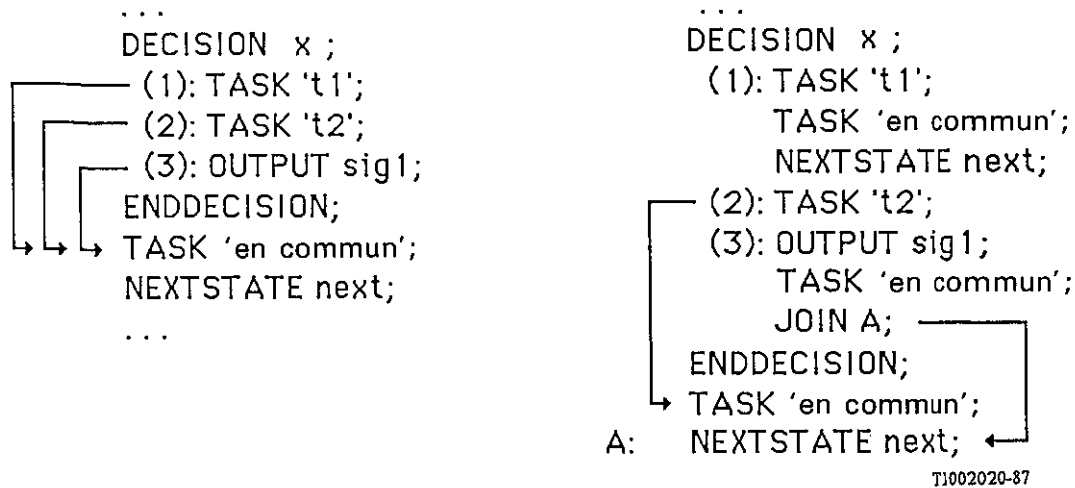 . . .
DECISION x ;
(1): TASK 't1';
(2): TASK 't2';
(3): OUTPUT sig1;
ENDDECISION;
TASK 'en commun';
NEXTSTATE next;
. . .
. . .
DECISION x ;
(1): TASK 't1';
TASK 'en commun';
NEXTSTATE next;
(2): TASK 't2';
(3): OUTPUT sig1;
TASK 'en commun';
JOIN A;
ENDDECISION;
TASK 'en commun';
A: NEXTSTATE next;
T1002020-87